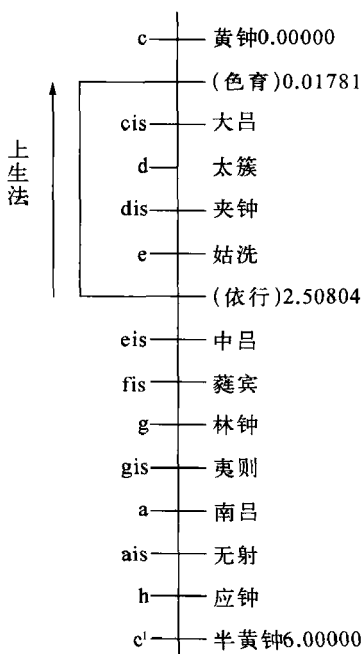 c 黄钟0.00000
(色育)0.01781
cis 大吕
d 太簇
dis 夹钟
e 姑洗
(依行)2.50804
eis 中吕
fis 蕤宾
g 林钟
gis 夷则
a 南吕
ais 无射
h 应钟
c¹ 半黄钟6.00000
上生法